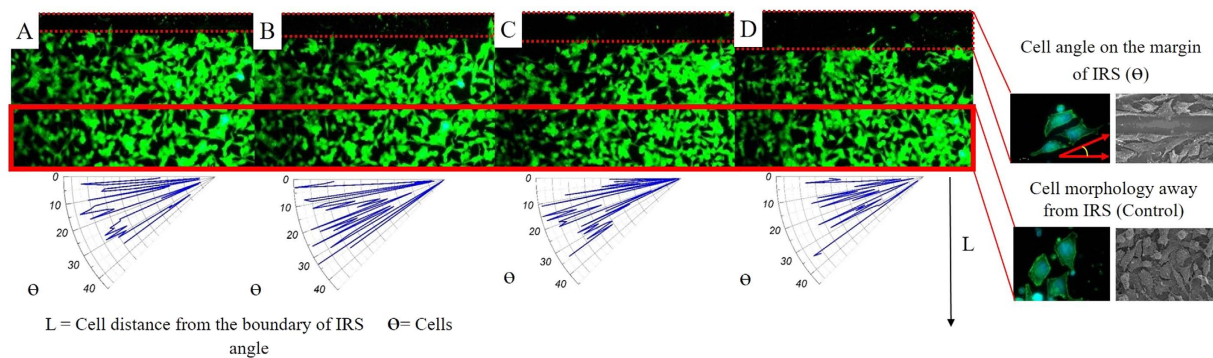 A
B
C
D
Cell angle on the margin
of IRS (Ө)
Cell morphology away
from IRS (Control)
0
10
20
30
40
Ө
0
10
20
30
40
Ө
0
10
20
30
40
0
10
20
30
40
L
L = Cell distance from the boundary of IRS Ө= Cells
angle